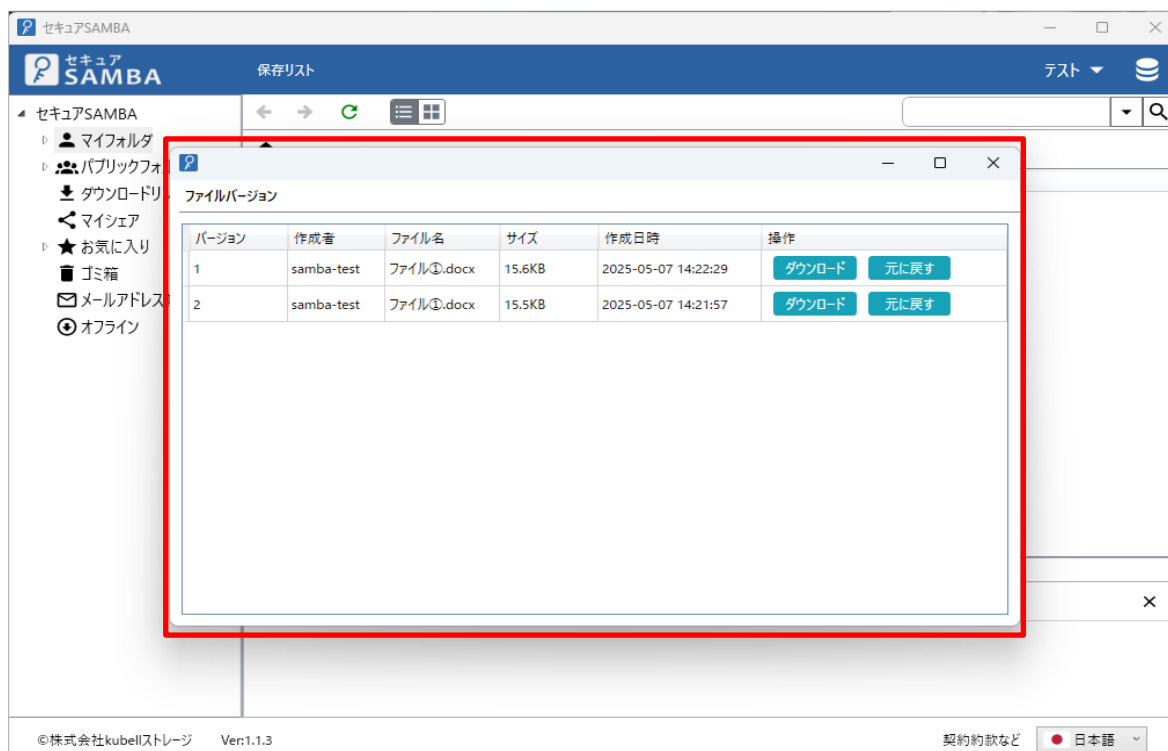 セキュアSAMBA
セキュア
SAMBA
保存リスト
テスト
セキュアSAMBA
マイフォルダ
パブリックフォ
ダウンロードリ
マイシェア
お気に入り
ゴミ箱
メールアドレス
オフライン
ファイルバージョン
バージョン 作成者 ファイル名 サイズ 作成日時 操作
1 samba-test ファイル①.docx 15.6KB 2025-05-07 14:22:29 ダウンロード 元に戻す
2 samba-test ファイル①.docx 15.5KB 2025-05-07 14:21:57 ダウンロード 元に戻す
©株式会社kubellストレージ Ver:1.1.3 契約約款など 日本語